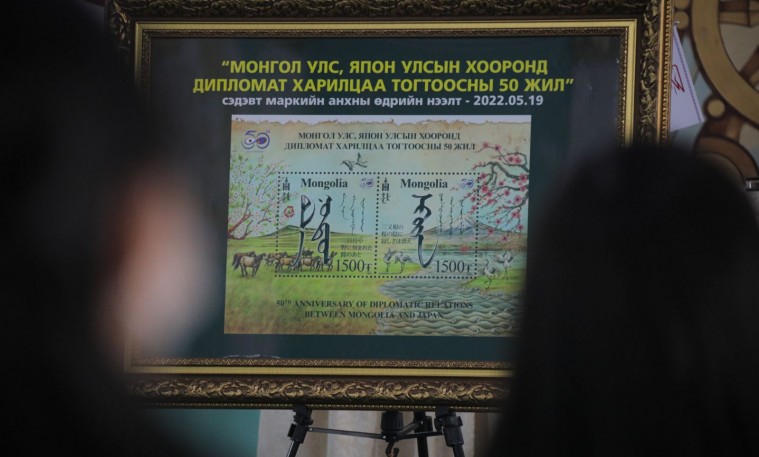 “МОНГОЛ УЛС, ЯПОН УЛСЫН ХООРОНД
ДИПЛОМАТ ХАРИЛЦАА ТОГТООСНЫ 50 ЖИЛ”
сэдэвт маркийн анхны өдрийн нээлт - 2022.05.19
50
МОНГОЛ УЛС, ЯПОН УЛСЫН ХООРОНД
ДИПЛОМАТ ХАРИЛЦАА ТОГТООСНЫ 50 ЖИЛ
Mongolia
Mongolia
1500₮
1500₮
50TH ANNIVERSARY OF DIPLOMATIC RELATIONS
BETWEEN MONGOLIA AND JAPAN